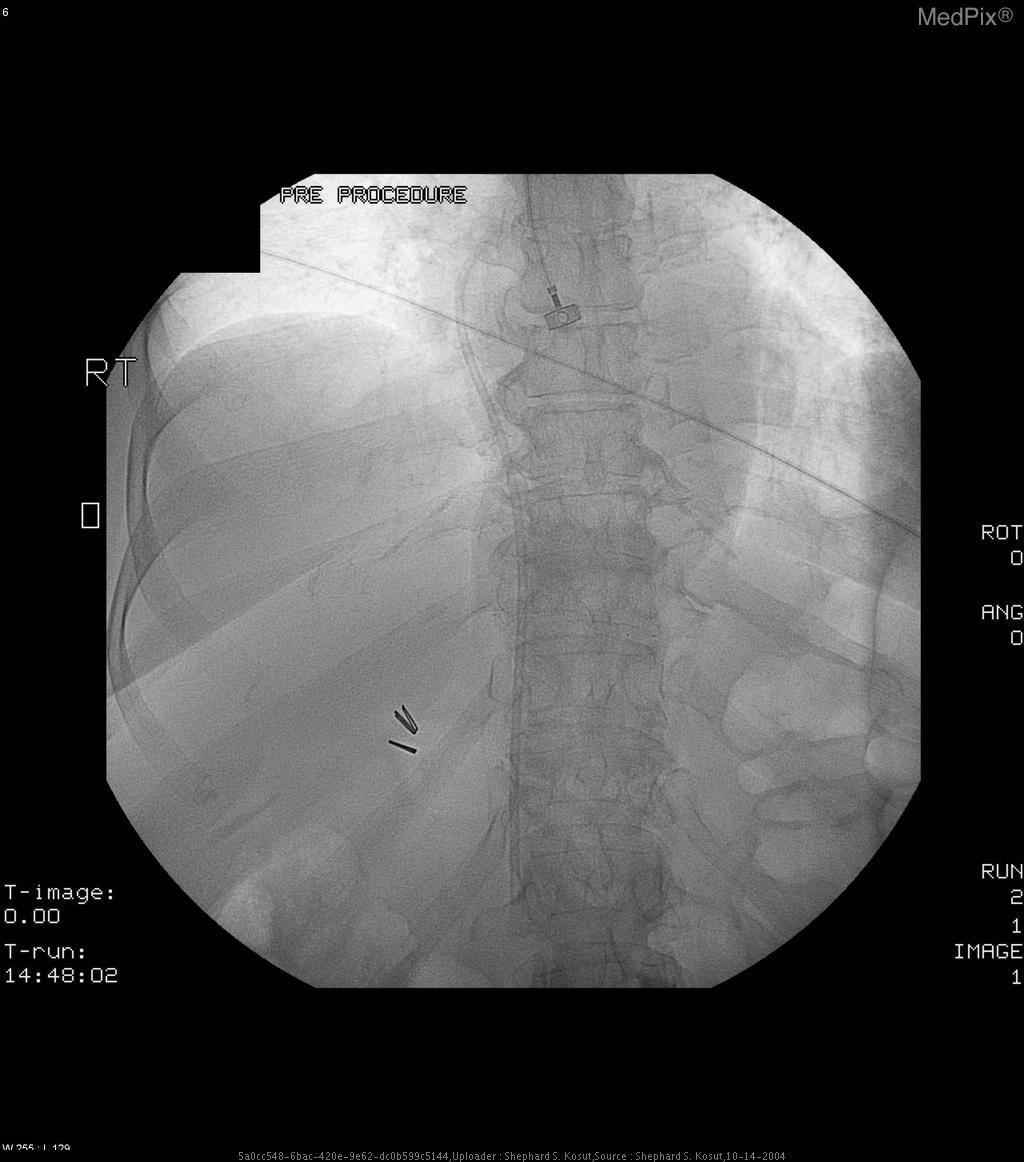 6
MedPix®
PRE PROCEDURE
RT
ROT
0
ANG
0
T-image:
0.00
T-run:
14:48:02
RUN
2
1
IMAGE
1
W 255 : L 129
5a0cc548-6bac-420e-9e62-dc0b599c5144,Uploader : Shephard S. Kosut,Source : Shephard S. Kosut,10-14-2004